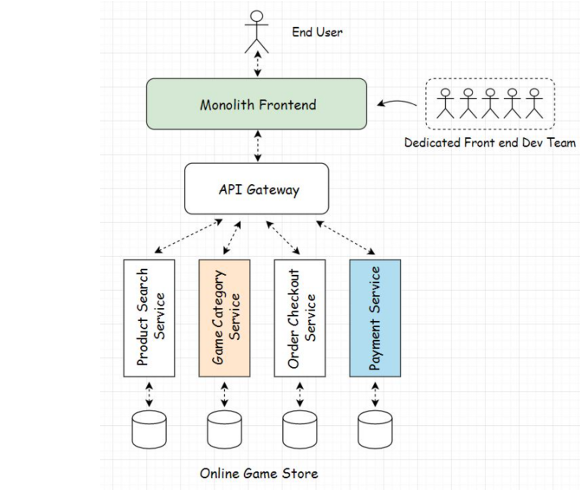 End User
Monolith Frontend
Dedicated Front end Dev Team
API Gateway
Product Search
Service
Game Category
Service
Order Checkout
Service
Payment Service
Online Game Store